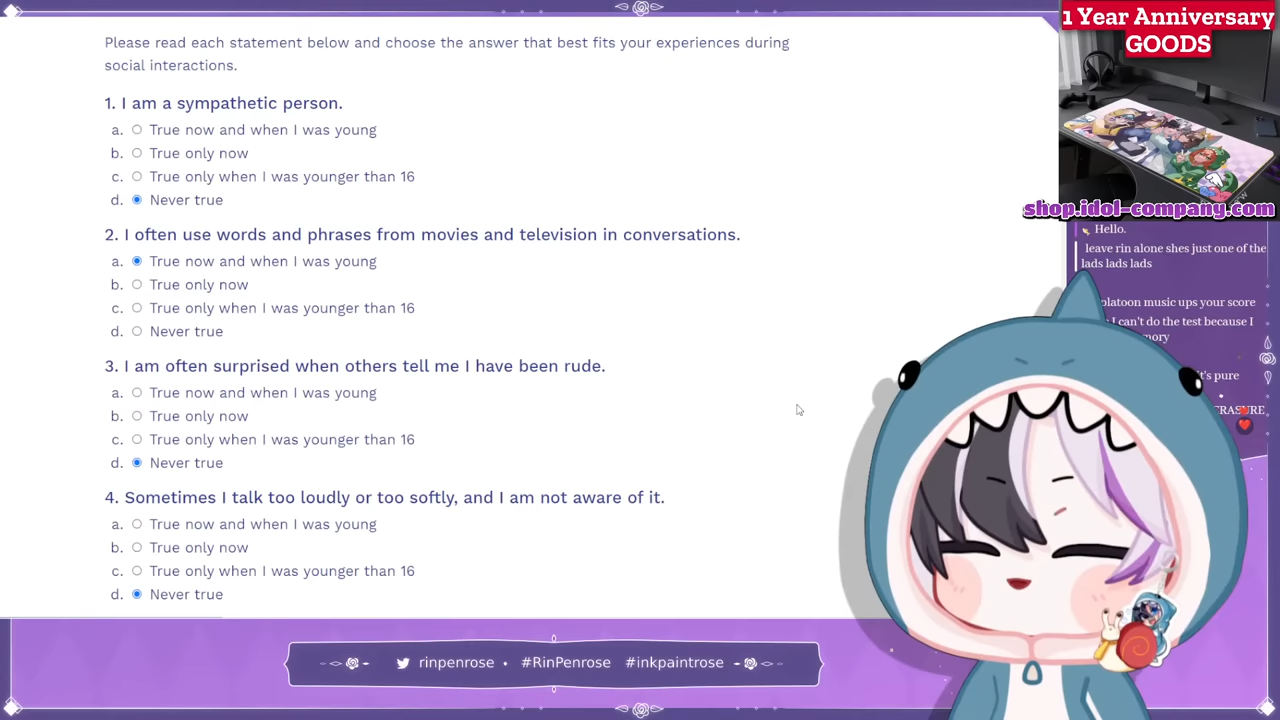 Please read each statement below and choose the answer that best fits your experiences during
social interactions.
1. I am a sympathetic person.
a. True now and when I was young
b. True only now
c. True only when I was younger than 16
d. Never true
2. I often use words and phrases from movies and television in conversations.
a. True now and when I was young
b. True only now
c. True only when I was younger than 16
d. Never true
3. I am often surprised when others tell me I have been rude.
a. True now and when I was young
b. True only now
c. True only when I was younger than 16
d. Never true
4. Sometimes I talk too loudly or too softly, and I am not aware of it.
a. True now and when I was young
b. True only now
c. True only when I was younger than 16
d. Never true
1 Year Anniversary
GOODS
shop.idol-company.com
Hello.
leave rin alone shes just one of the
lads lads lads
platoon music ups your score
I can't do the test because I
it's pure
rinpenrose • #RinPenrose #inkpaintrose